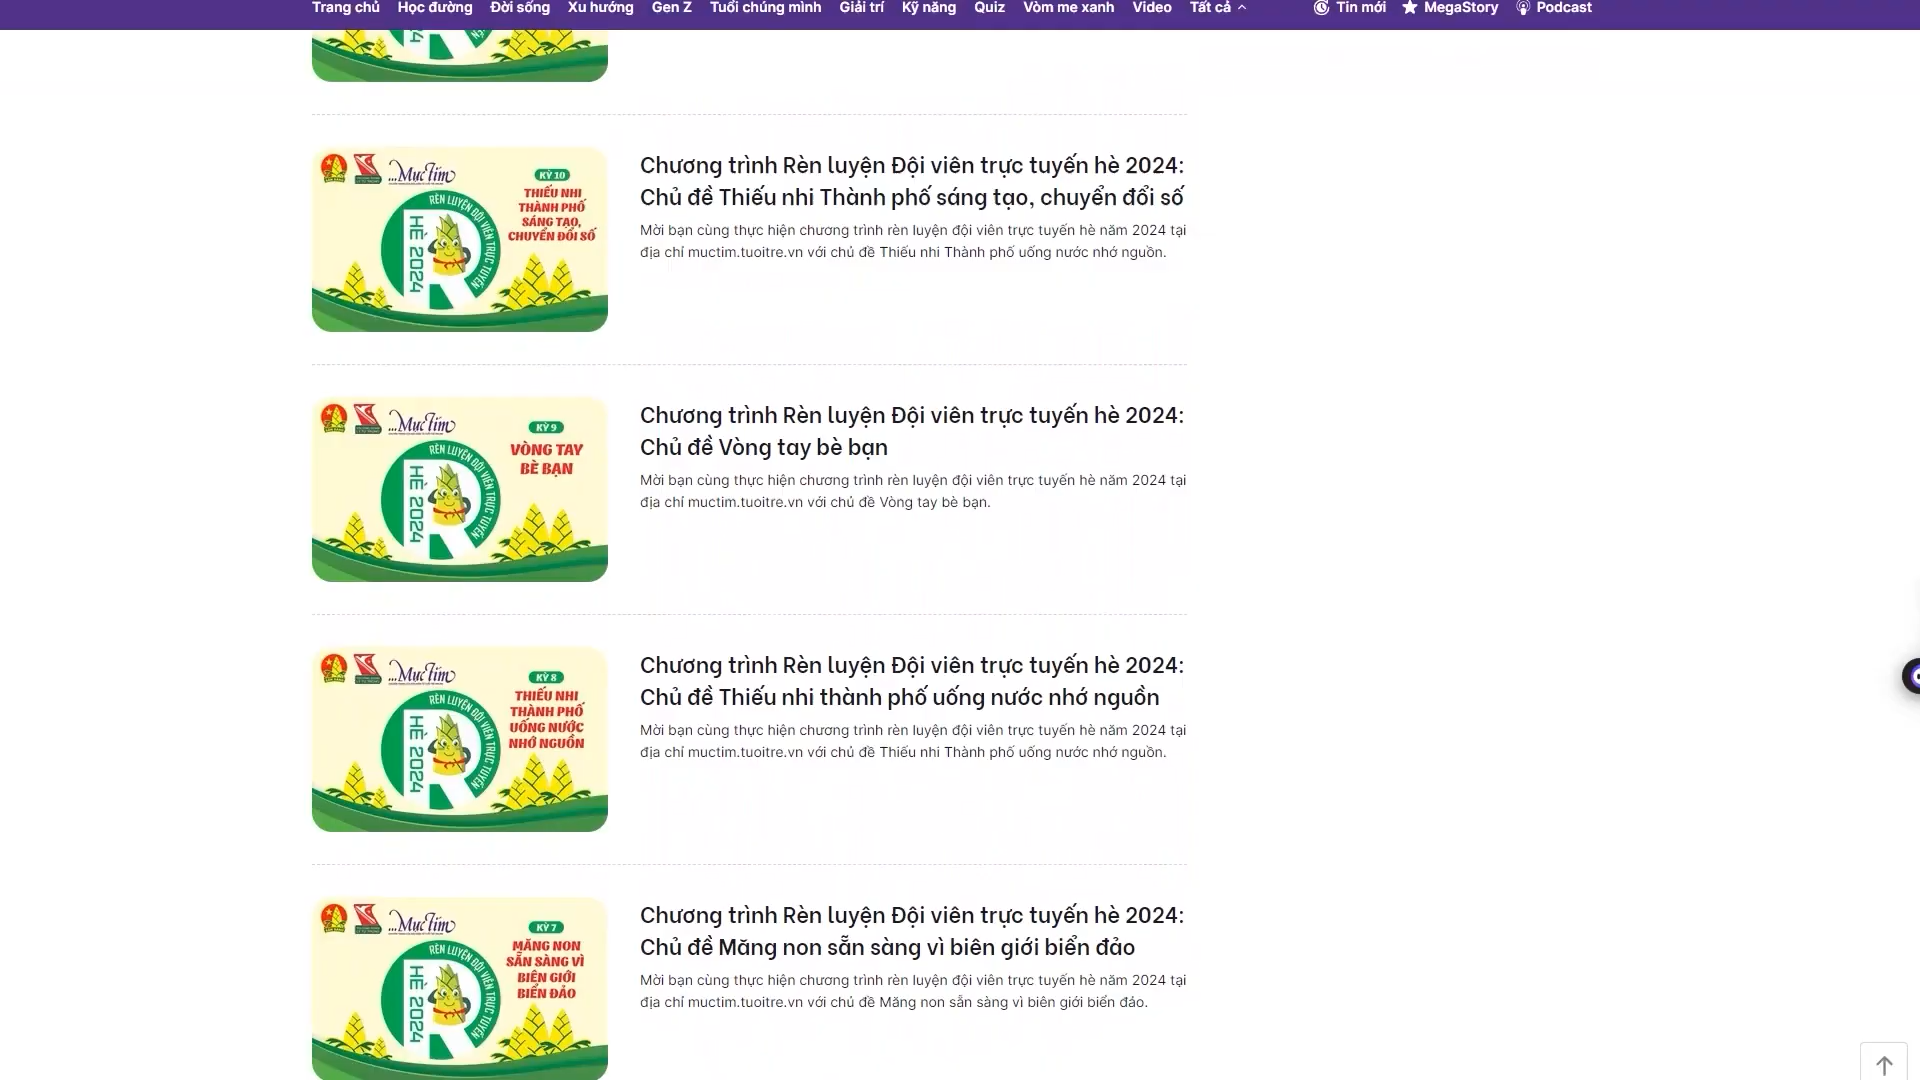 Trang chủ Học đường Đời sống Xu hướng Gen Z Tuổi chúng mình Giải trí Kỹ năng Quiz Vòm me xanh Video Tất cả Tin mới MegaStory Podcast
HÈ 2024
...Mực Tím
KỲ 10
THIẾU NHI
THÀNH PHỐ
SÁNG TẠO,
CHUYỂN ĐỔI SỐ
RÈN LUYỆN ĐỘI VIÊN TRỰC TUYẾN
HÈ 2024
Chương trình Rèn luyện Đội viên trực tuyến hè 2024:
Chủ đề Thiếu nhi Thành phố sáng tạo, chuyển đổi số
Mời bạn cùng thực hiện chương trình rèn luyện đội viên trực tuyến hè năm 2024 tại
địa chỉ muctim.tuoitre.vn với chủ đề Thiếu nhi Thành phố uống nước nhớ nguồn.
...Mực Tím
KỲ 9
VÒNG TAY
BÈ BẠN
RÈN LUYỆN ĐỘI VIÊN TRỰC TUYẾN
HÈ 2024
Chương trình Rèn luyện Đội viên trực tuyến hè 2024:
Chủ đề Vòng tay bè bạn
Mời bạn cùng thực hiện chương trình rèn luyện đội viên trực tuyến hè năm 2024 tại
địa chỉ muctim.tuoitre.vn với chủ đề Vòng tay bè bạn.
...Mực Tím
KỲ 8
THIẾU NHI
THÀNH PHỐ
UỐNG NƯỚC
NHỚ NGUỒN
RÈN LUYỆN ĐỘI VIÊN TRỰC TUYẾN
HÈ 2024
Chương trình Rèn luyện Đội viên trực tuyến hè 2024:
Chủ đề Thiếu nhi thành phố uống nước nhớ nguồn
Mời bạn cùng thực hiện chương trình rèn luyện đội viên trực tuyến hè năm 2024 tại
địa chỉ muctim.tuoitre.vn với chủ đề Thiếu nhi Thành phố uống nước nhớ nguồn.
...Mực Tím
KỲ 7
MĂNG NON
SẴN SÀNG VÌ
BIÊN GIỚI
BIỂN ĐẢO
RÈN LUYỆN ĐỘI VIÊN TRỰC TUYẾN
HÈ 2024
Chương trình Rèn luyện Đội viên trực tuyến hè 2024:
Chủ đề Măng non sẵn sàng vì biên giới biển đảo
Mời bạn cùng thực hiện chương trình rèn luyện đội viên trực tuyến hè năm 2024 tại
địa chỉ muctim.tuoitre.vn với chủ đề Măng non sẵn sàng vì biên giới biển đảo.